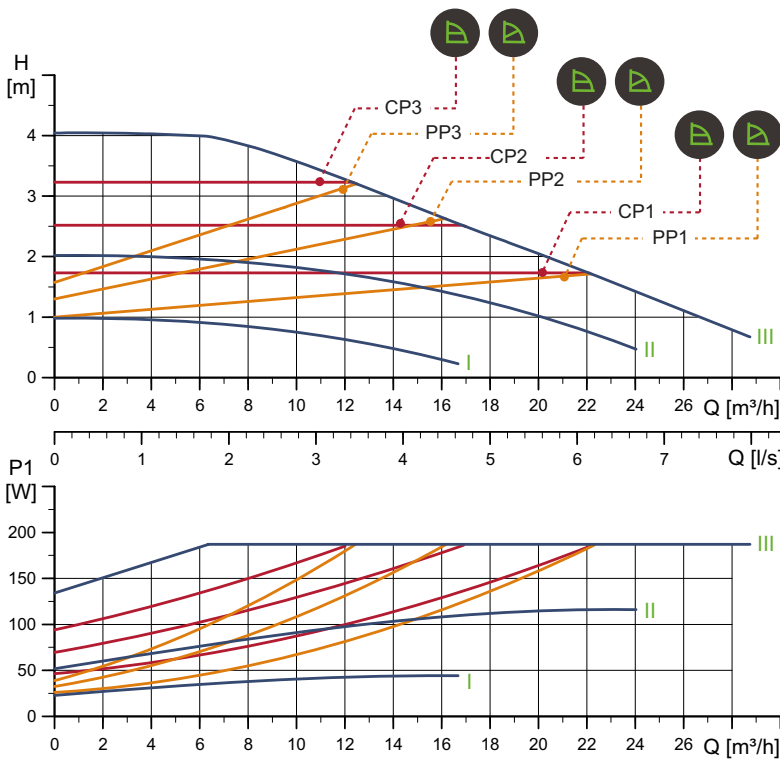 H
[m]
CP3
PP3
CP2
PP2
CP1
PP1
4
3
2
1
0
III
II
I
0 2 4 6 8 10 12 14 16 18 20 22 24 26
Q [m³/h]
0 1 2 3 4 5 6 7
Q [l/s]
P1
[W]
200
150
100
50
0
III
II
I
0 2 4 6 8 10 12 14 16 18 20 22 24 26
Q [m³/h]